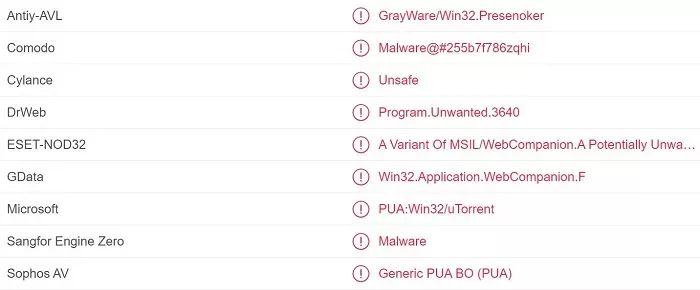 Antiy-AVL GrayWare/Win32.Presenoker
Comodo Malware@#255b7f786zqhi
Cylance Unsafe
DrWeb Program.Unwanted.3640
ESET-NOD32 A Variant Of MSIL/WebCompanion.A Potentially Unwa...
GData Win32.Application.WebCompanion.F
Microsoft PUA:Win32/uTorrent
Sangfor Engine Zero Malware
Sophos AV Generic PUA BO (PUA)